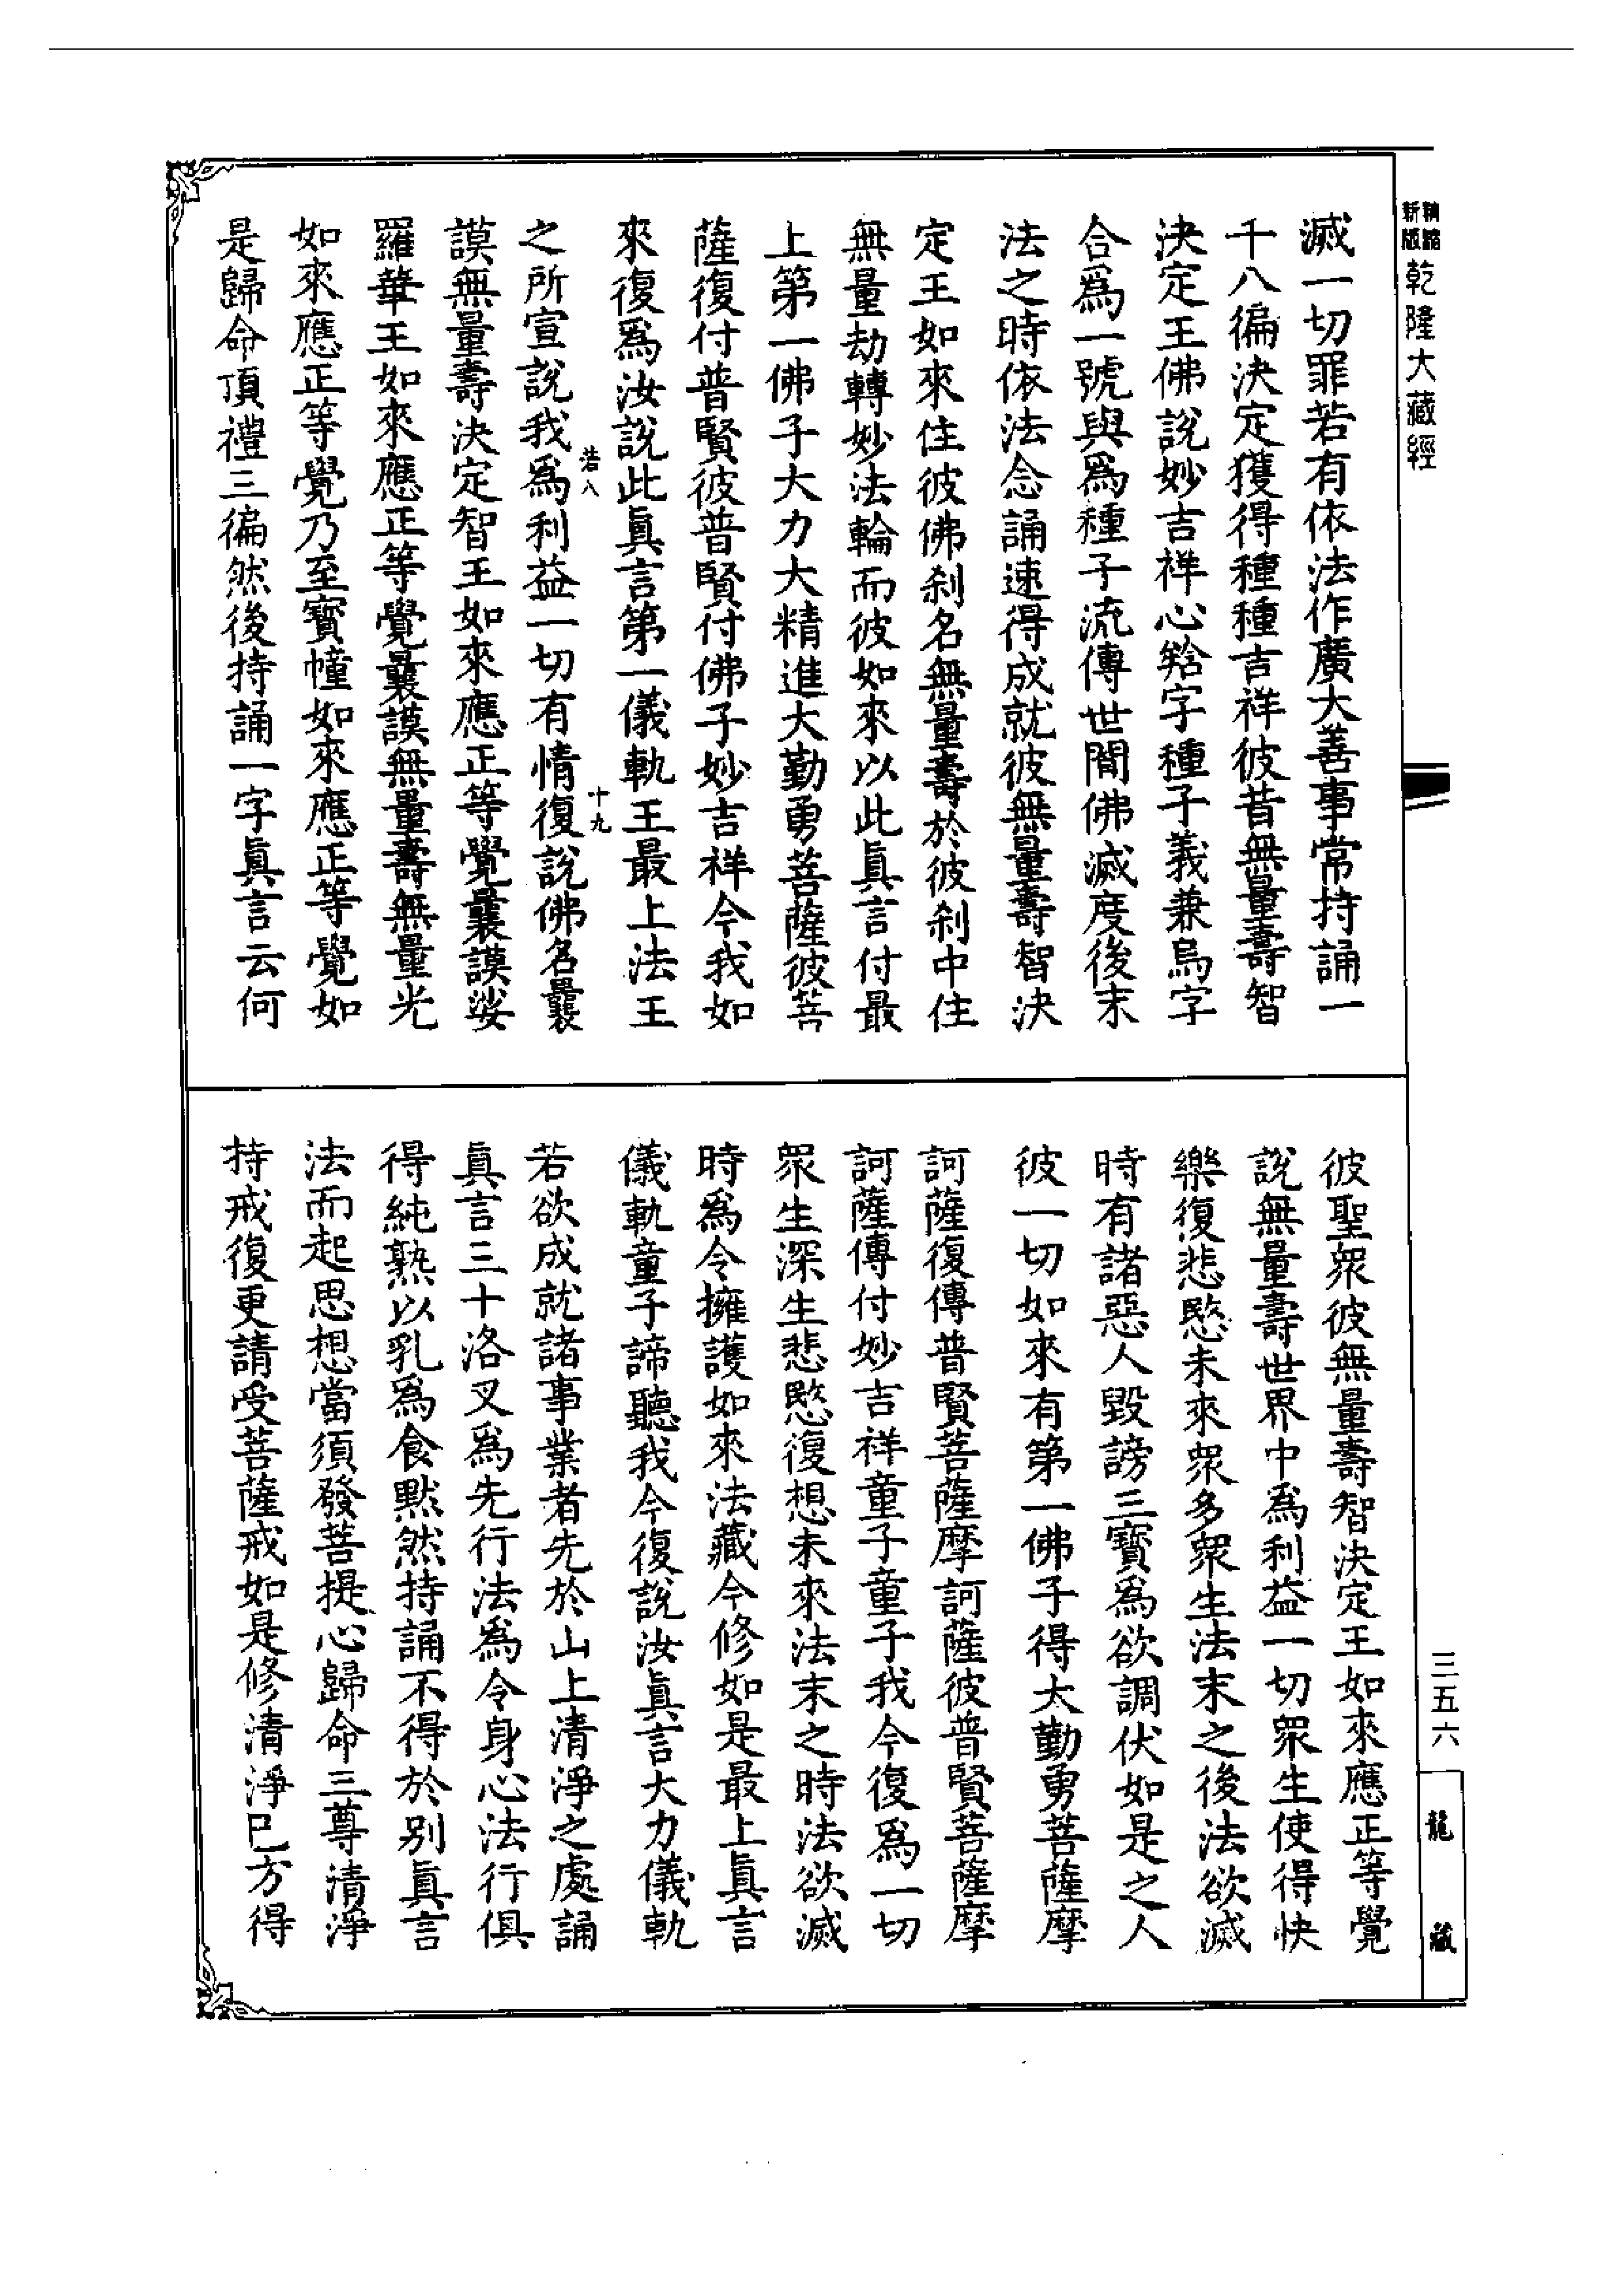 精縮新版乾隆大藏經
滅一切罪若有依法作廣大善事常持誦一
千八徧決定獲得種種吉祥彼昔無量壽智
決定王佛說妙吉祥心唅字種子義兼烏字
合爲一號與爲種子流傳世間佛滅度後末
法之時依法念誦速得成就彼無量壽智決
定王如來住彼佛剎名無量壽於彼剎中住
無量劫轉妙法輪而彼如來以此眞言付最
上第一佛子大力大精進大勤勇菩薩彼菩
薩復付普賢彼普賢付佛子妙吉祥今我如
來復爲汝說此眞言第一儀軌王最上法王
若八
十九
之所宣說我爲利益一切有情復說佛名曩
謨無量壽決定智王如來應正等覺曩謨娑
羅華王如來應正等覺曩謨無量壽無量光
如來應正等覺乃至寶幢如來應正等覺如
是歸命頂禮三徧然後持誦一字眞言云何
彼聖衆彼無量壽智決定王如來應正等覺
說無量壽世界中爲利益一切衆生使得快
樂復悲愍未來衆多衆生法末之後法欲滅
時有諸惡人毀謗三寶爲欲調伏如是之人
彼一切如來有第一佛子得大勤勇菩薩摩
訶薩復傳普賢菩薩摩訶薩彼普賢菩薩摩
訶薩傳付妙吉祥童子童子我今復爲一切
衆生深生悲愍復想未來法末之時法欲滅
時爲令擁護如來法藏今修如是最上眞言
儀軌童子諦聽我今復說汝眞言大力儀軌
若欲成就諸事業者先於山上清淨之處誦
眞言三十洛叉爲先行法爲令身心法行俱
得純熟以乳爲食默然持誦不得於別眞言
法而起思想當須發菩提心歸命三尊清淨
持戒復更請受菩薩戒如是修清淨已方得
三五六
龍藏